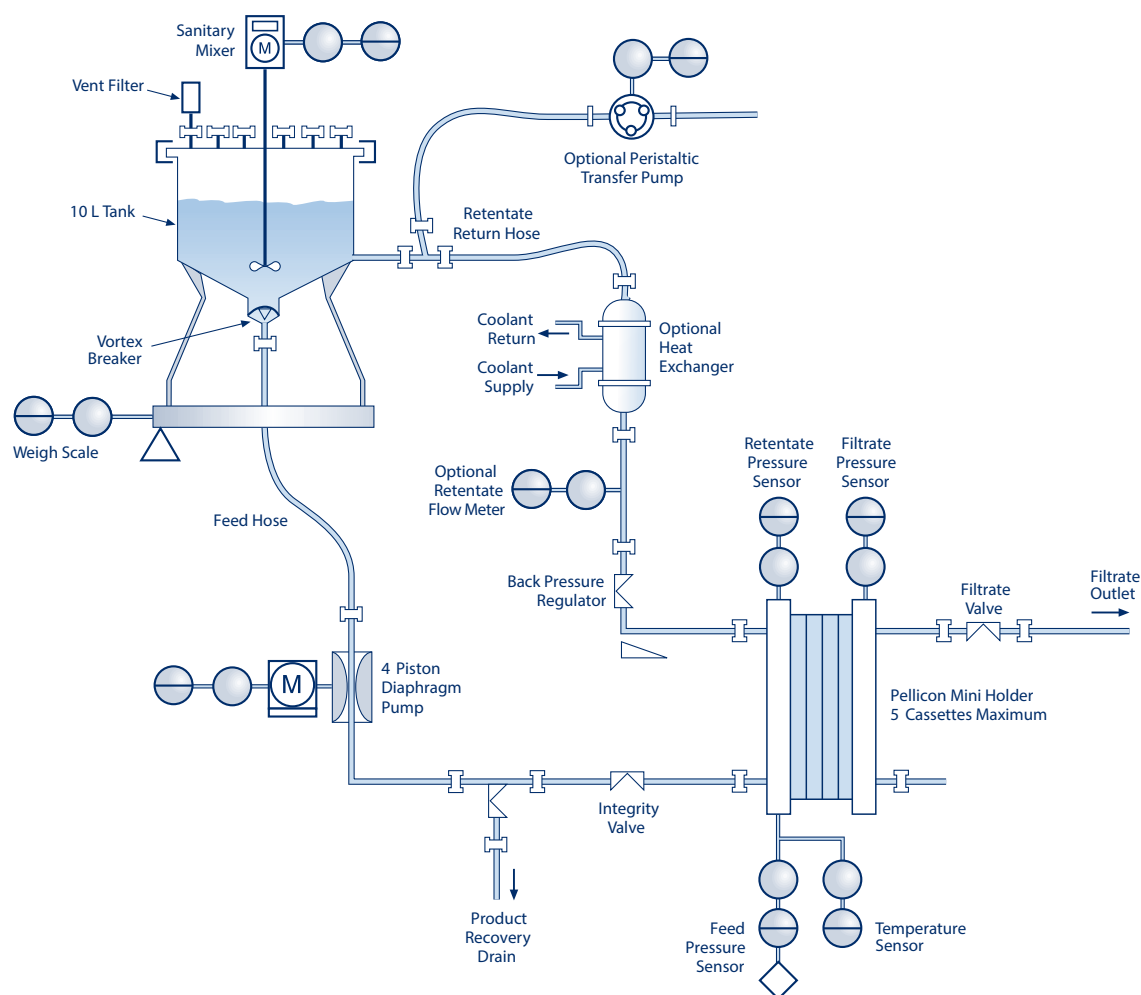 Sanitary
Mixer
M
Vent Filter
Optional Peristaltic
Transfer Pump
10 L Tank
Retentate
Return Hose
Vortex
Breaker
Coolant
Return
Coolant
Supply
Optional
Heat
Exchanger
Weigh Scale
Retentate
Pressure
Sensor
Filtrate
Pressure
Sensor
Optional
Retentate
Flow Meter
Feed Hose
Back Pressure
Regulator
Filtrate
Valve
Filtrate
Outlet
M
4 Piston
Diaphragm
Pump
Pellicon Mini Holder
5 Cassettes Maximum
Integrity
Valve
Product
Recovery
Drain
Feed
Pressure
Sensor
Temperature
Sensor